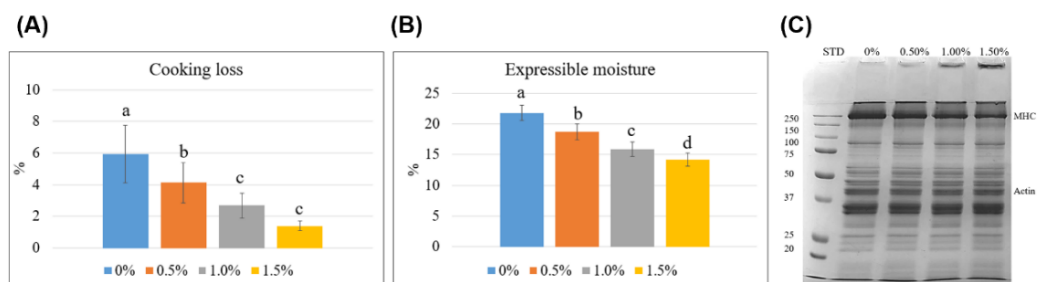 (A)
Cooking loss
10
8
6
4
2
0
%
a
b
c
c
0% 0.5% 1.0% 1.5%
(B)
Expressible moisture
25
20
15
10
5
0
%
a
b
c
d
0% 0.5% 1.0% 1.5%
(C)
STD 0% 0.50% 1.00% 1.50%
250
150
75
50
37
25
20
MHC
Actin